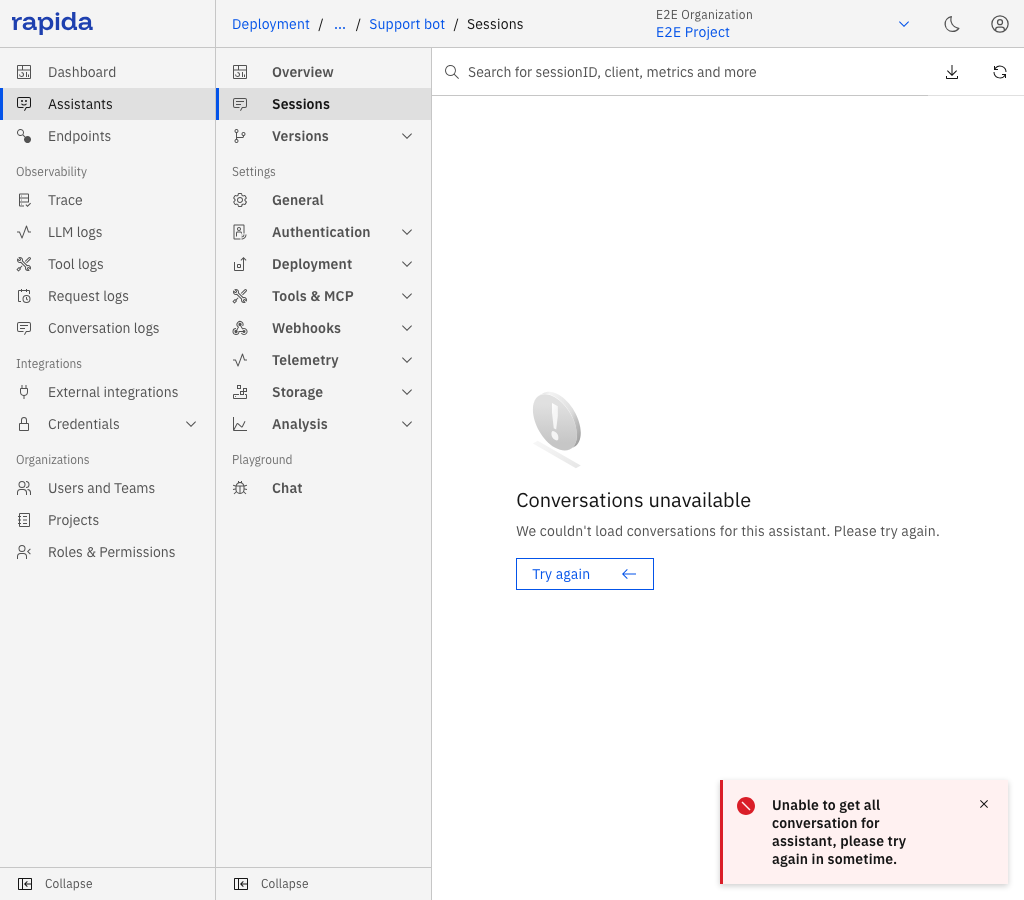 rapida
Deployment / ... / Support bot / Sessions
E2E Organization
E2E Project
Dashboard
Assistants
Endpoints
Observability
Trace
LLM logs
Tool logs
Request logs
Conversation logs
Integrations
External integrations
Credentials
Organizations
Users and Teams
Projects
Roles & Permissions
Collapse
Overview
Sessions
Versions
Settings
General
Authentication
Deployment
Tools & MCP
Webhooks
Telemetry
Storage
Analysis
Playground
Chat
Collapse
Search for sessionID, client, metrics and more
Conversations unavailable
We couldn't load conversations for this assistant. Please try again.
Try again
Unable to get all
conversation for
assistant, please try
again in sometime.